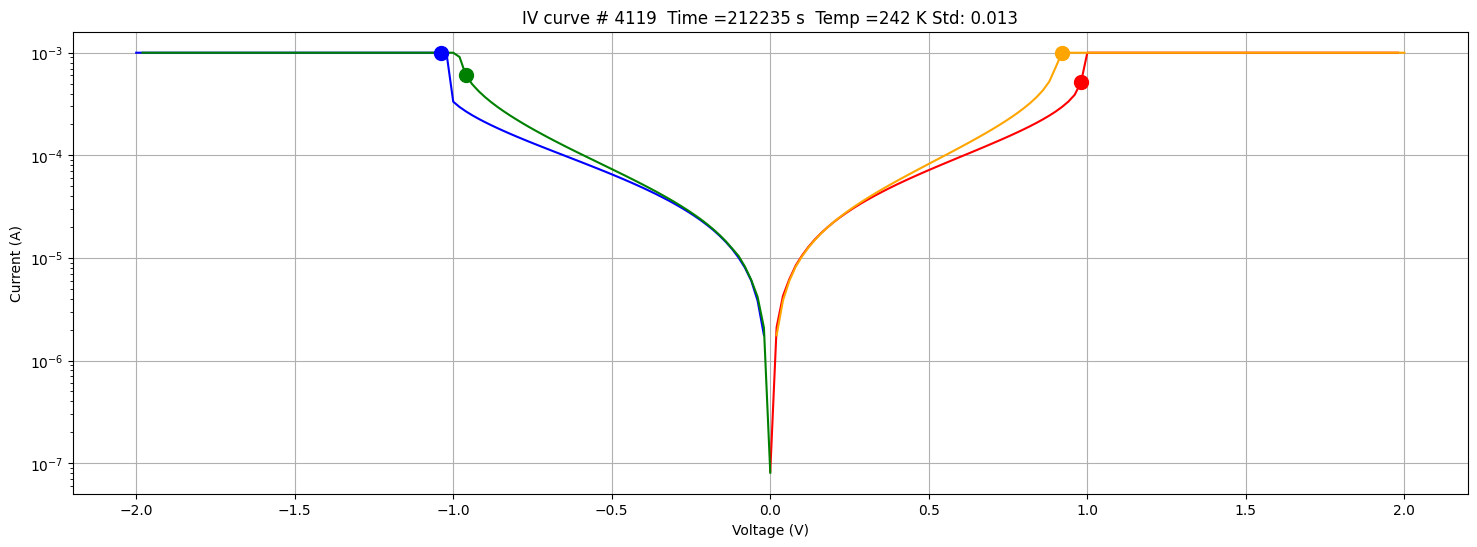 IV curve # 4119  Time =212235 s  Temp =242 K Std: 0.013
Current (A)
10⁻³
10⁻⁴
10⁻⁵
10⁻⁶
10⁻⁷
−2.0 −1.5 −1.0 −0.5 0.0 0.5 1.0 1.5 2.0
Voltage (V)